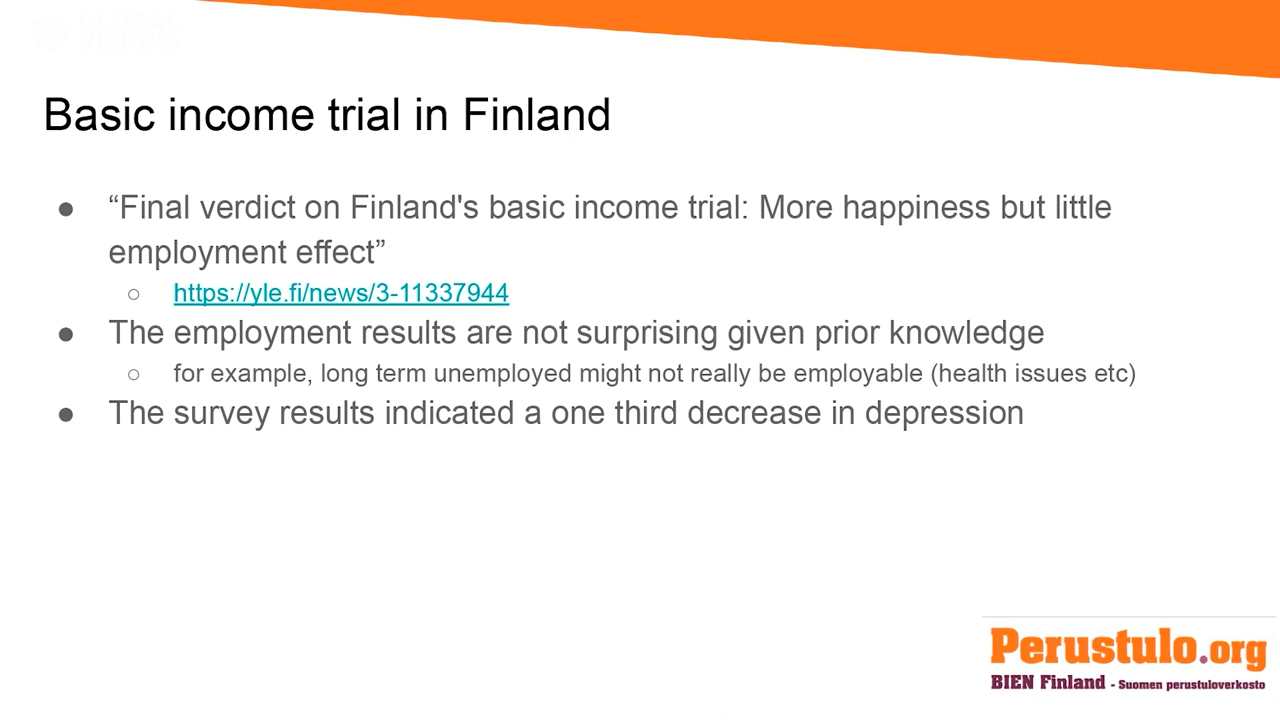 GLOBAL
VISIONS
Basic income trial in Finland
● “Final verdict on Finland's basic income trial: More happiness but little
employment effect”
○ https://yle.fi/news/3-11337944
● The employment results are not surprising given prior knowledge
○ for example, long term unemployed might not really be employable (health issues etc)
● The survey results indicated a one third decrease in depression
Perustulo.org
BIEN Finland - Suomen perustuloverkosto